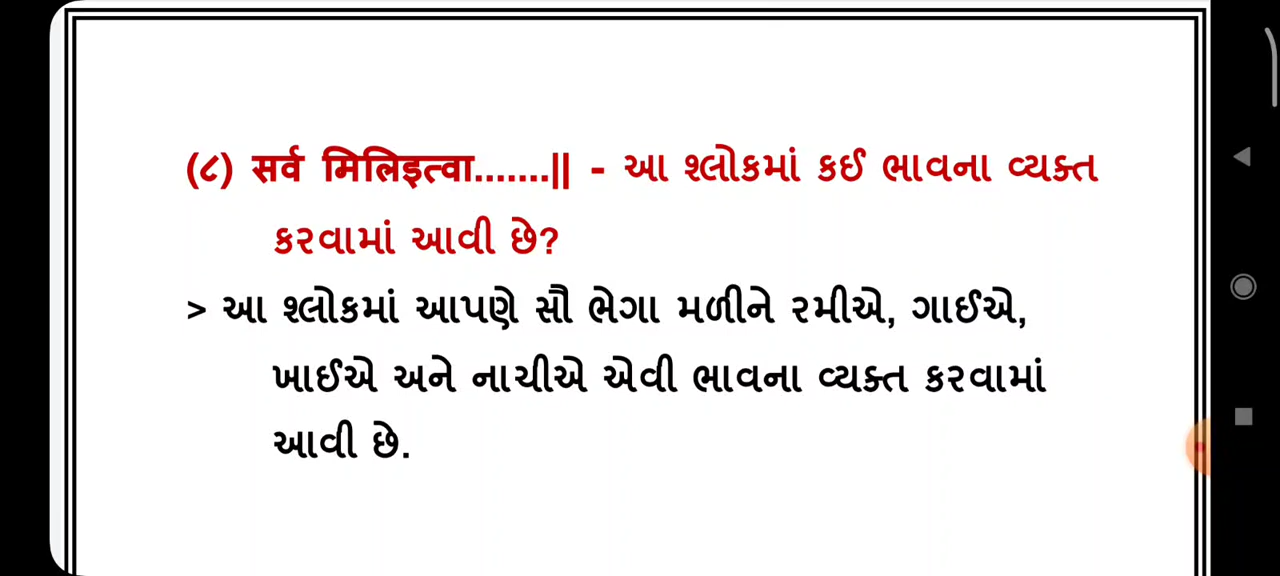 (૮) सर्व मिलिइत्वा.......|| - આ શ્લોકમાં કઈ ભાવના વ્યક્ત
કરવામાં આવી છે?
> આ શ્લોકમાં આપણે સૌ ભેગા મળીને રમીએ, ગાઈએ,
ખાઈએ અને નાચીએ એવી ભાવના વ્યક્ત કરવામાં
આવી છે.